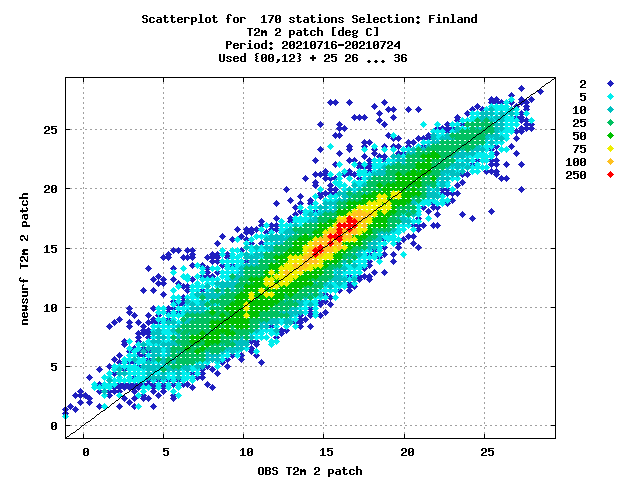 Scatterplot for  170 stations Selection: Finland
T2m 2 patch [deg C]
Period: 20210716-20210724
Used {00,12} + 25 26 ... 36
2
5
10
25
50
75
100
250
25
20
15
10
5
0
newsurf T2m 2 patch
0 5 10 15 20 25
OBS T2m 2 patch